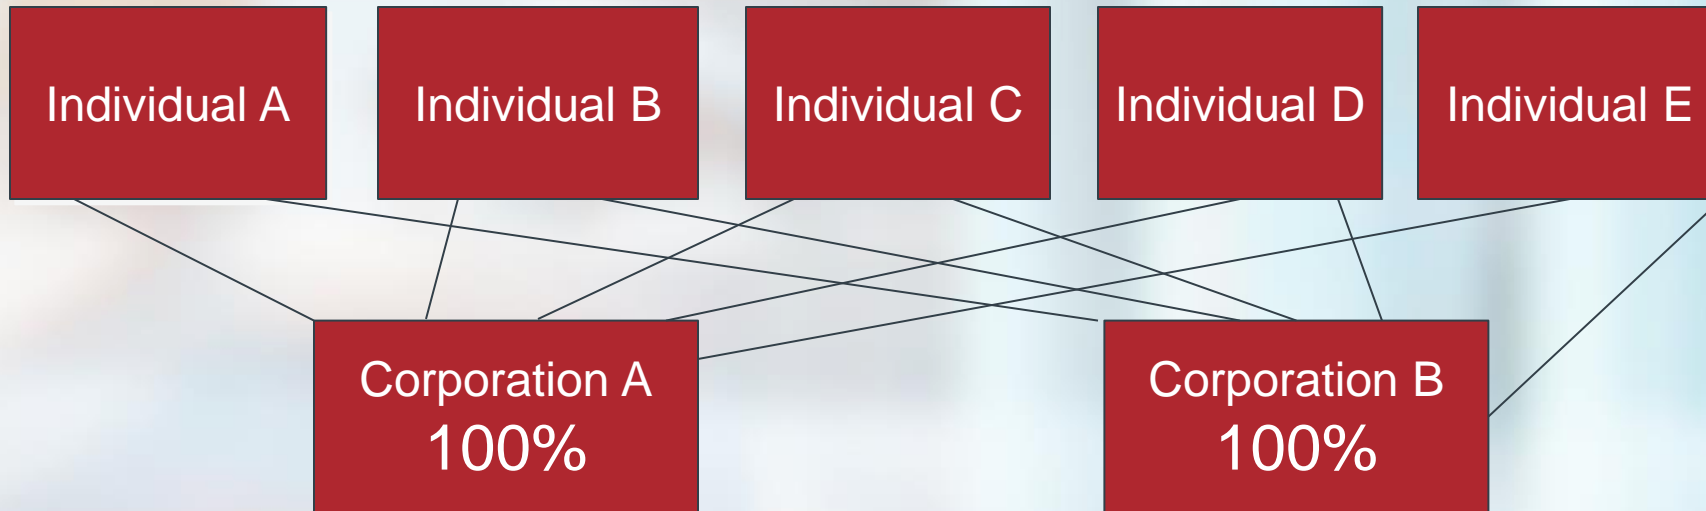 Individual A
Individual B
Individual C
Individual D
Individual E
Corporation A
100%
Corporation B
100%